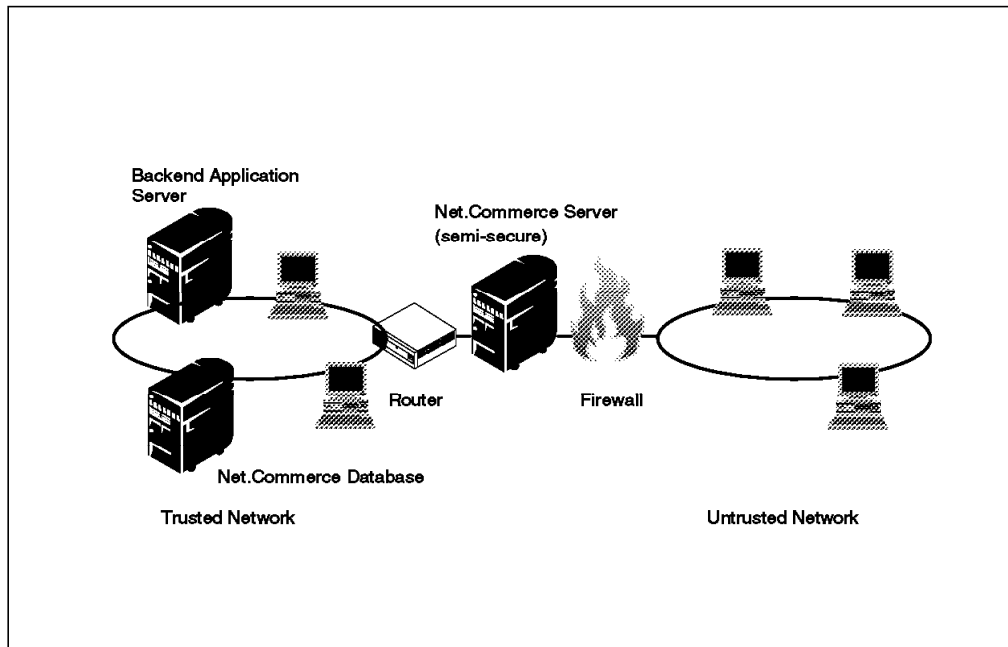 Backend Application
Server
Net.Commerce Server
(semi-secure)
Router
Firewall
Net.Commerce Database
Trusted Network
Untrusted Network